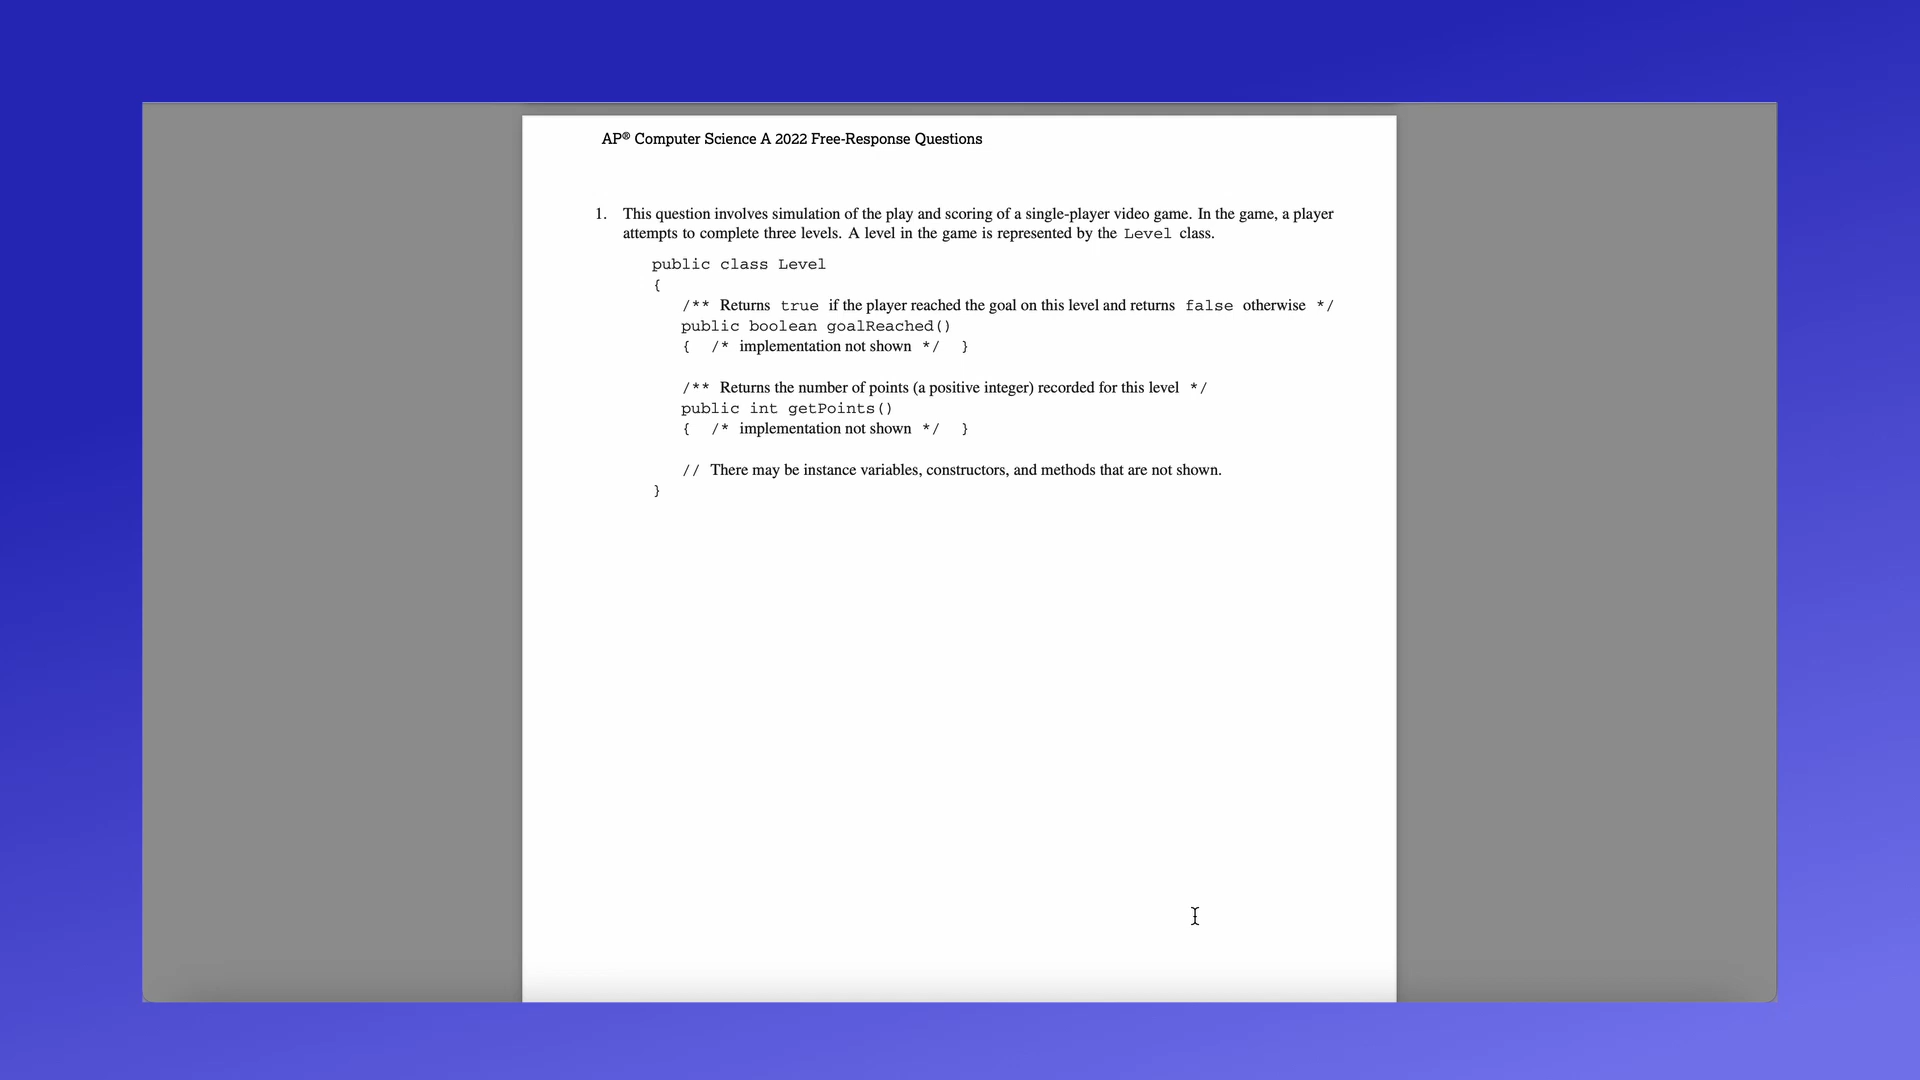 AP® Computer Science A 2022 Free-Response Questions
1. This question involves simulation of the play and scoring of a single-player video game. In the game, a player
attempts to complete three levels. A level in the game is represented by the Level class.
public class Level
{
/** Returns true if the player reached the goal on this level and returns false otherwise */
public boolean goalReached()
{ /* implementation not shown */ }
/** Returns the number of points (a positive integer) recorded for this level */
public int getPoints()
{ /* implementation not shown */ }
// There may be instance variables, constructors, and methods that are not shown.
}